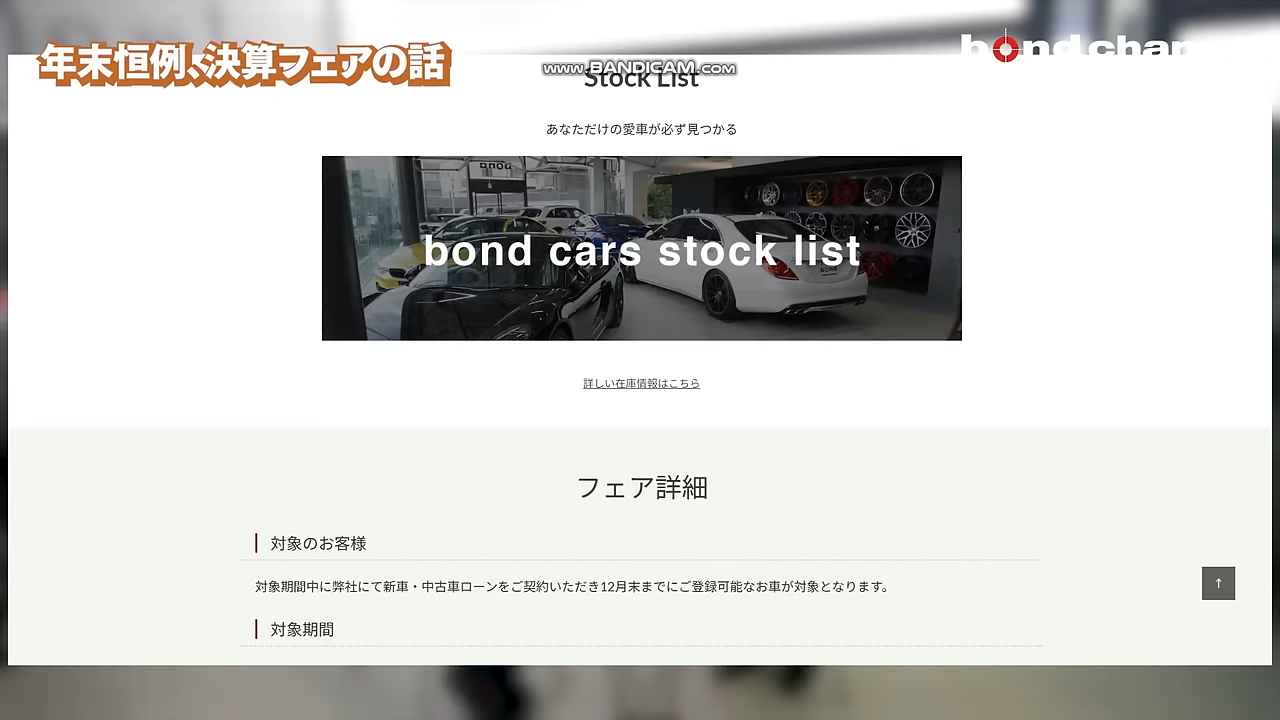 年末恒例、決算フェアの話
bond chan
www.BANDICAM.com
Stock List
あなただけの愛車が必ず見つかる
bond cars stock list
詳しい在庫情報はこちら
フェア詳細
対象のお客様
対象期間中に弊社にて新車・中古車ローンをご契約いただき12月末までにご登録可能なお車が対象となります。
↑
対象期間